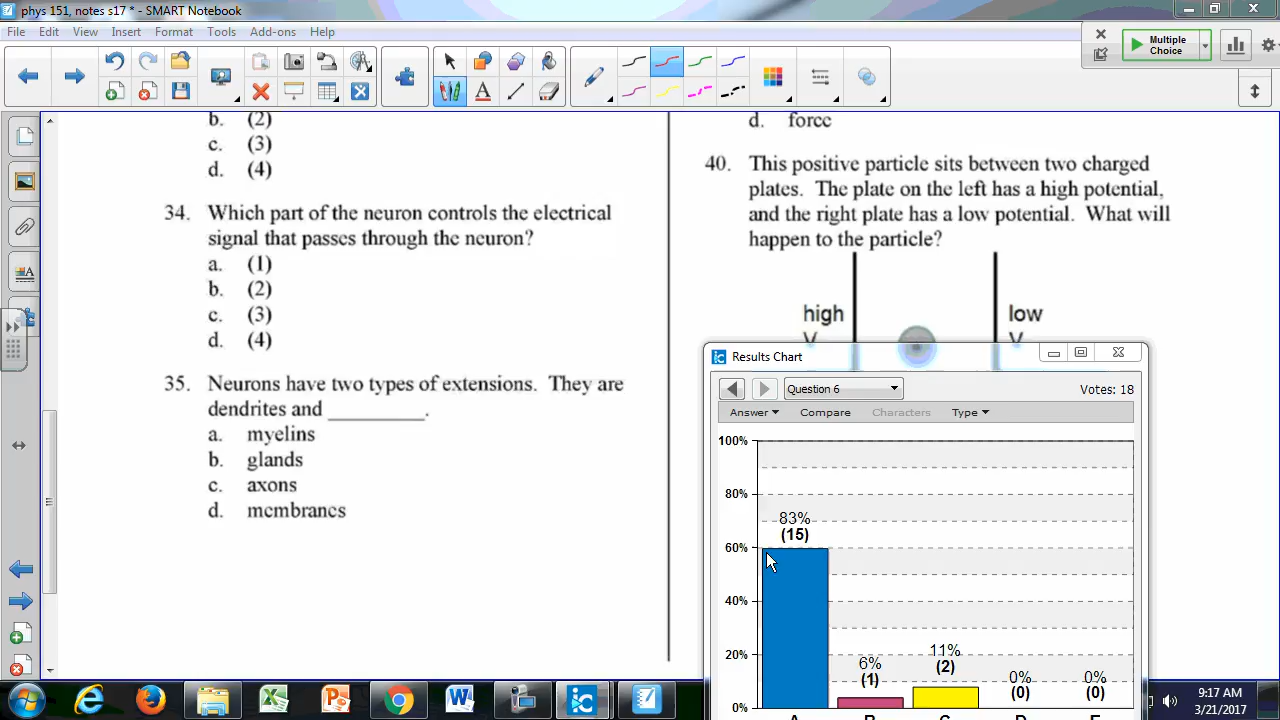 phys 151, notes s17 * - SMART Notebook
File Edit View Insert Format Tools Add-ons Help
Multiple
Choice
b. (2)
c. (3)
d. (4)
34. Which part of the neuron controls the electrical
signal that passes through the neuron?
a. (1)
b. (2)
c. (3)
d. (4)
35. Neurons have two types of extensions. They are
dendrites and __________.
a. myelins
b. glands
c. axons
d. membranes
d. force
40. This positive particle sits between two charged
plates. The plate on the left has a high potential,
and the right plate has a low potential. What will
happen to the particle?
high low
V V
Results Chart
Question 6 Votes: 18
Answer Compare Characters Type
100%
80%
83%
(15)
60%
40%
20%
6%
(1)
11%
(2)
0%
(0)
0%
(0)
0%
A B C D E
9:17 AM
3/21/2017